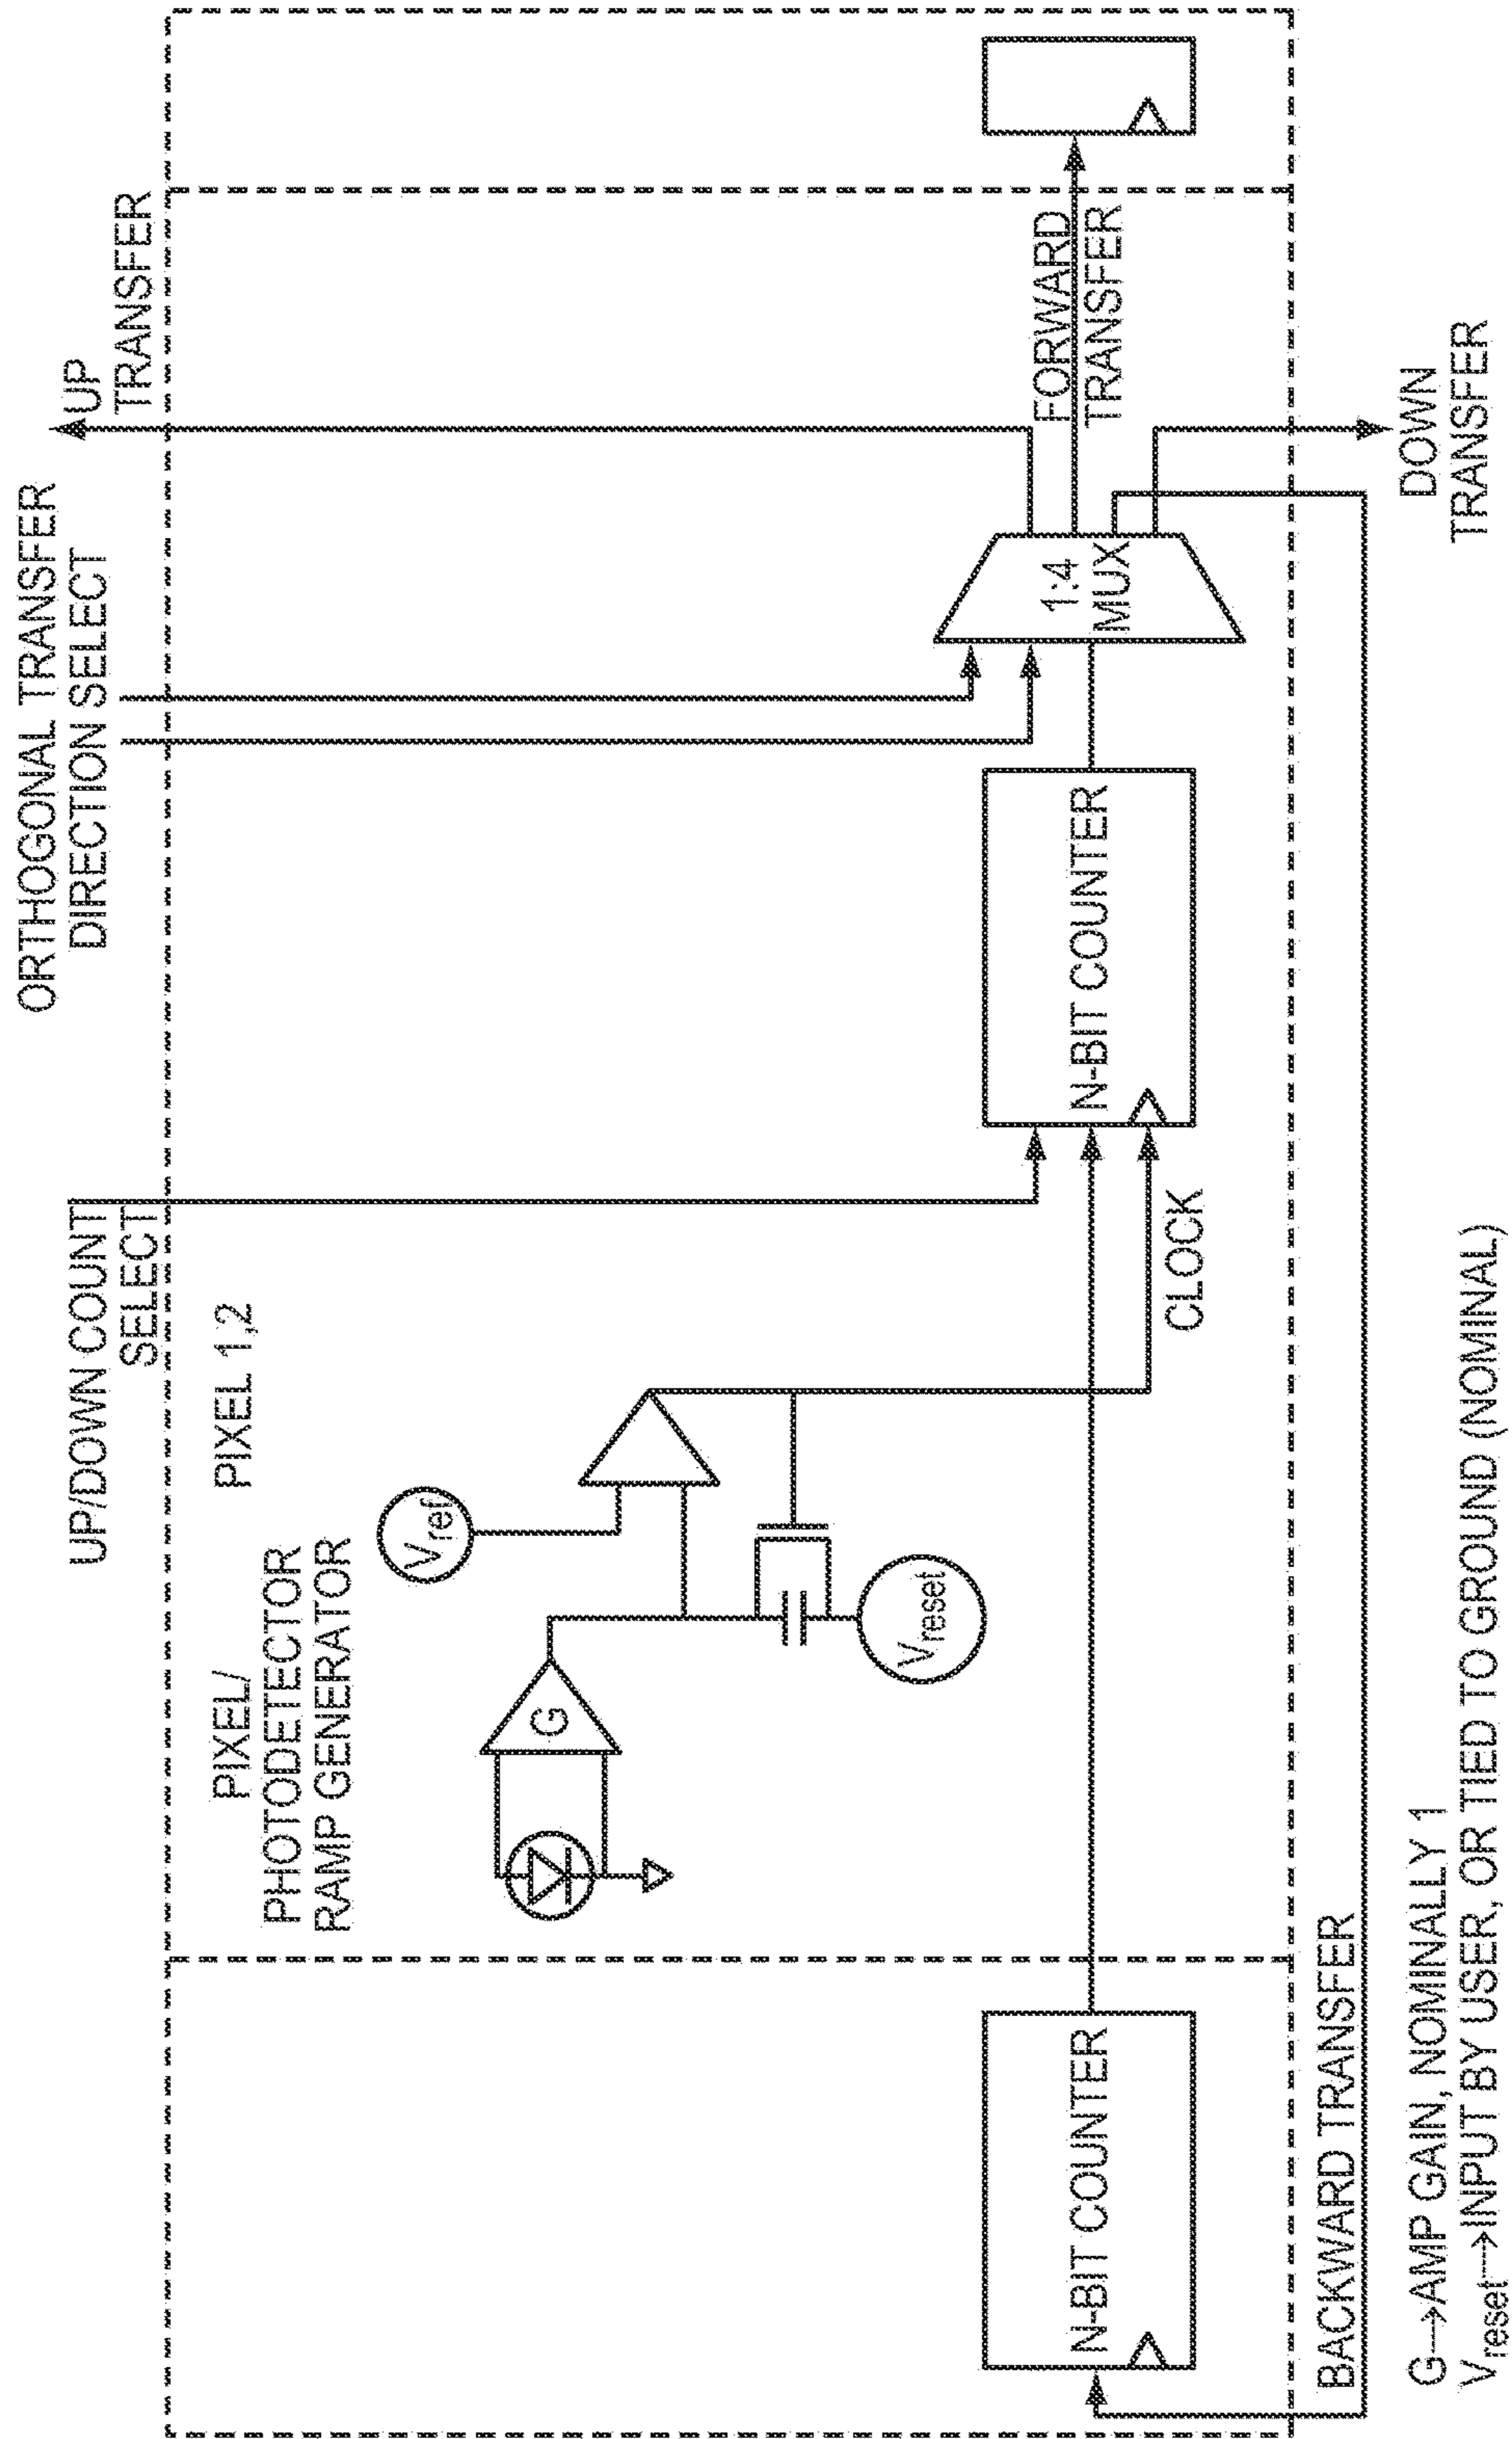 ORTHOGONAL TRANSFER
DIRECTION SELECT
UP
TRANSFER
UP/DOWN COUNT
SELECT
PIXEL/
PHOTODETECTOR
RAMP GENERATOR
PIXEL 1,2
Vref
G
Vreset
N-BIT COUNTER
CLOCK
N-BIT COUNTER
1:4
MUX
FORWARD
TRANSFER
BACKWARD TRANSFER
DOWN
TRANSFER
G→AMP GAIN, NOMINALLY 1
Vreset→INPUT BY USER, OR TIED TO GROUND (NOMINAL)